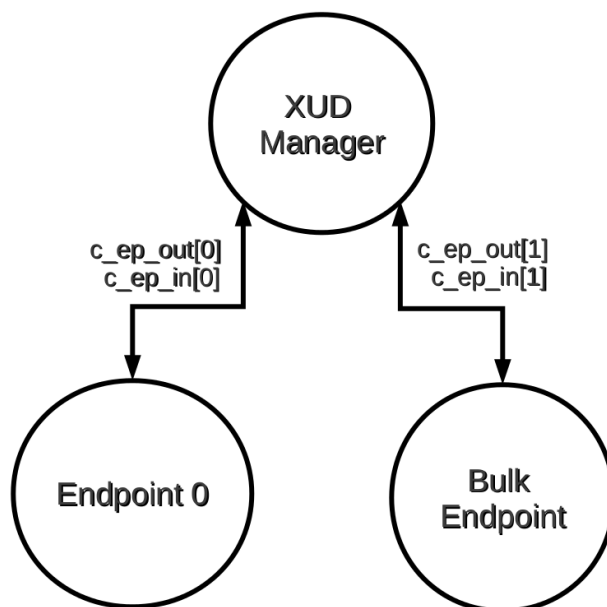 XUD
Manager
c_ep_out[0]
c_ep_in[0]
c_ep_out[1]
c_ep_in[1]
Endpoint 0
Bulk
Endpoint